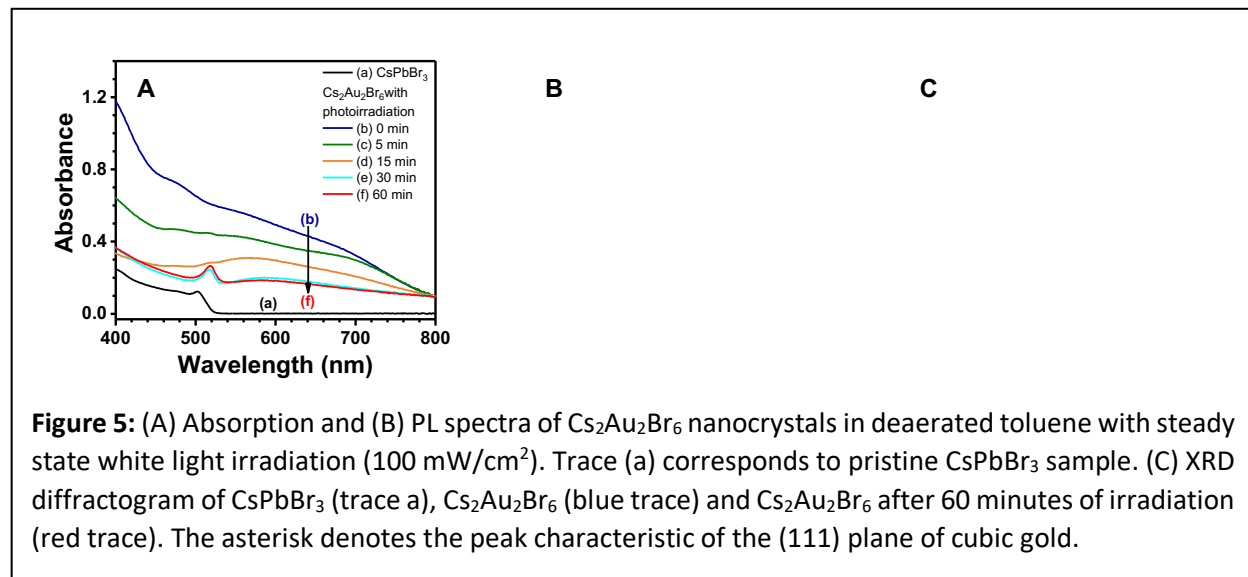 A
B
C
(a) CsPbBr₃
Cs₂Au₂Br₆with
photoirradiation
(b) 0 min
(c) 5 min
(d) 15 min
(e) 30 min
(f) 60 min
1.2
0.8
0.4
0.0
Absorbance
(b)
(a)
(f)
400 500 600 700 800
Wavelength (nm)
Figure 5: (A) Absorption and (B) PL spectra of Cs₂Au₂Br₆ nanocrystals in deaerated toluene with steady
state white light irradiation (100 mW/cm²). Trace (a) corresponds to pristine CsPbBr₃ sample. (C) XRD
diffractogram of CsPbBr₃ (trace a), Cs₂Au₂Br₆ (blue trace) and Cs₂Au₂Br₆ after 60 minutes of irradiation
(red trace). The asterisk denotes the peak characteristic of the (111) plane of cubic gold.